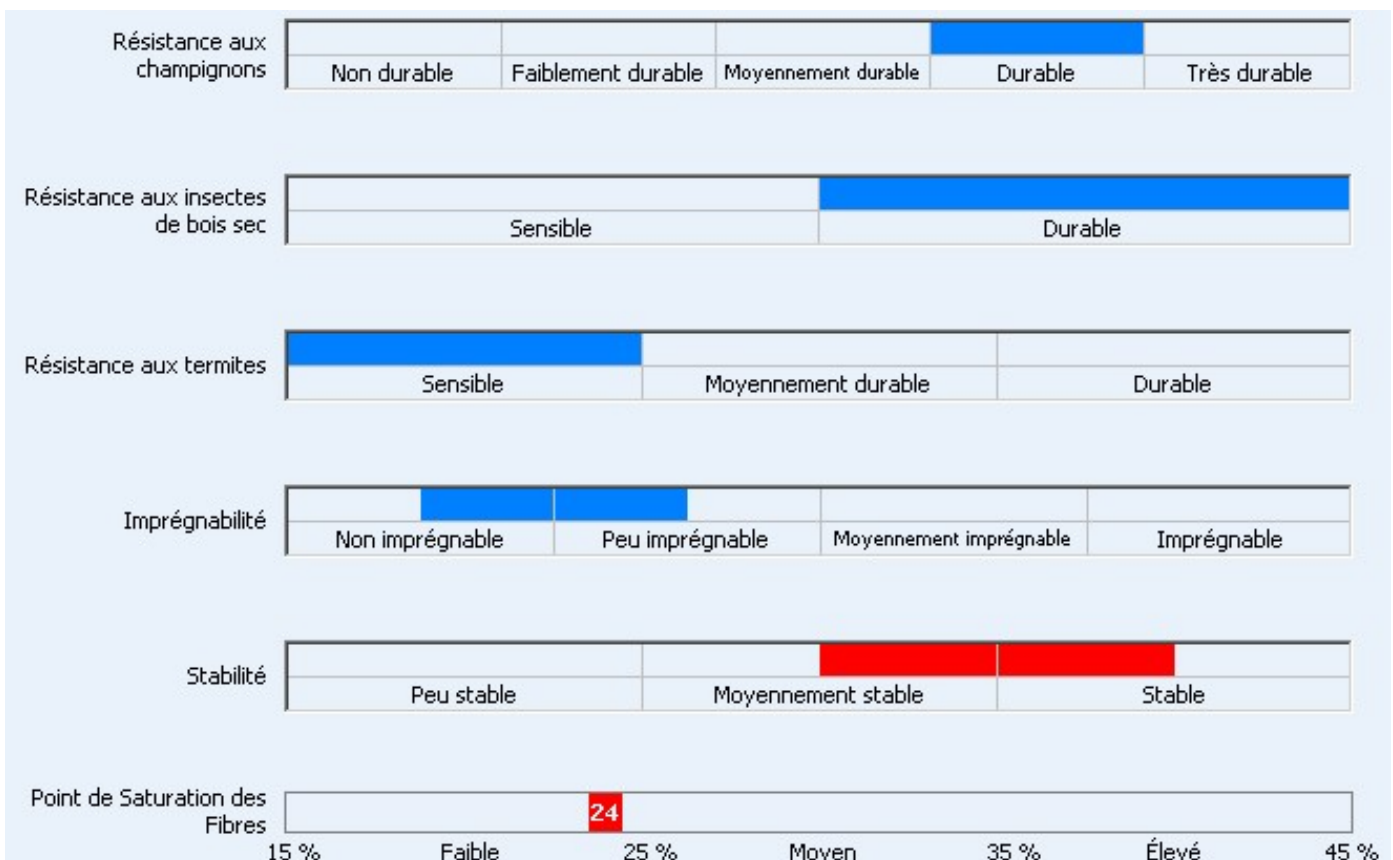 Résistance aux
champignons
Non durable Faiblement durable Moyennement durable Durable Très durable
Résistance aux insectes
de bois sec
Sensible Durable
Résistance aux termites
Sensible Moyennement durable Durable
Imprégnabilité
Non imprégnable Peu imprégnable Moyennement imprégnable Imprégnable
Stabilité
Peu stable Moyennement stable Stable
Point de Saturation des
Fibres
24
15 % Faible 25 % Moyen 35 % Élevé 45 %